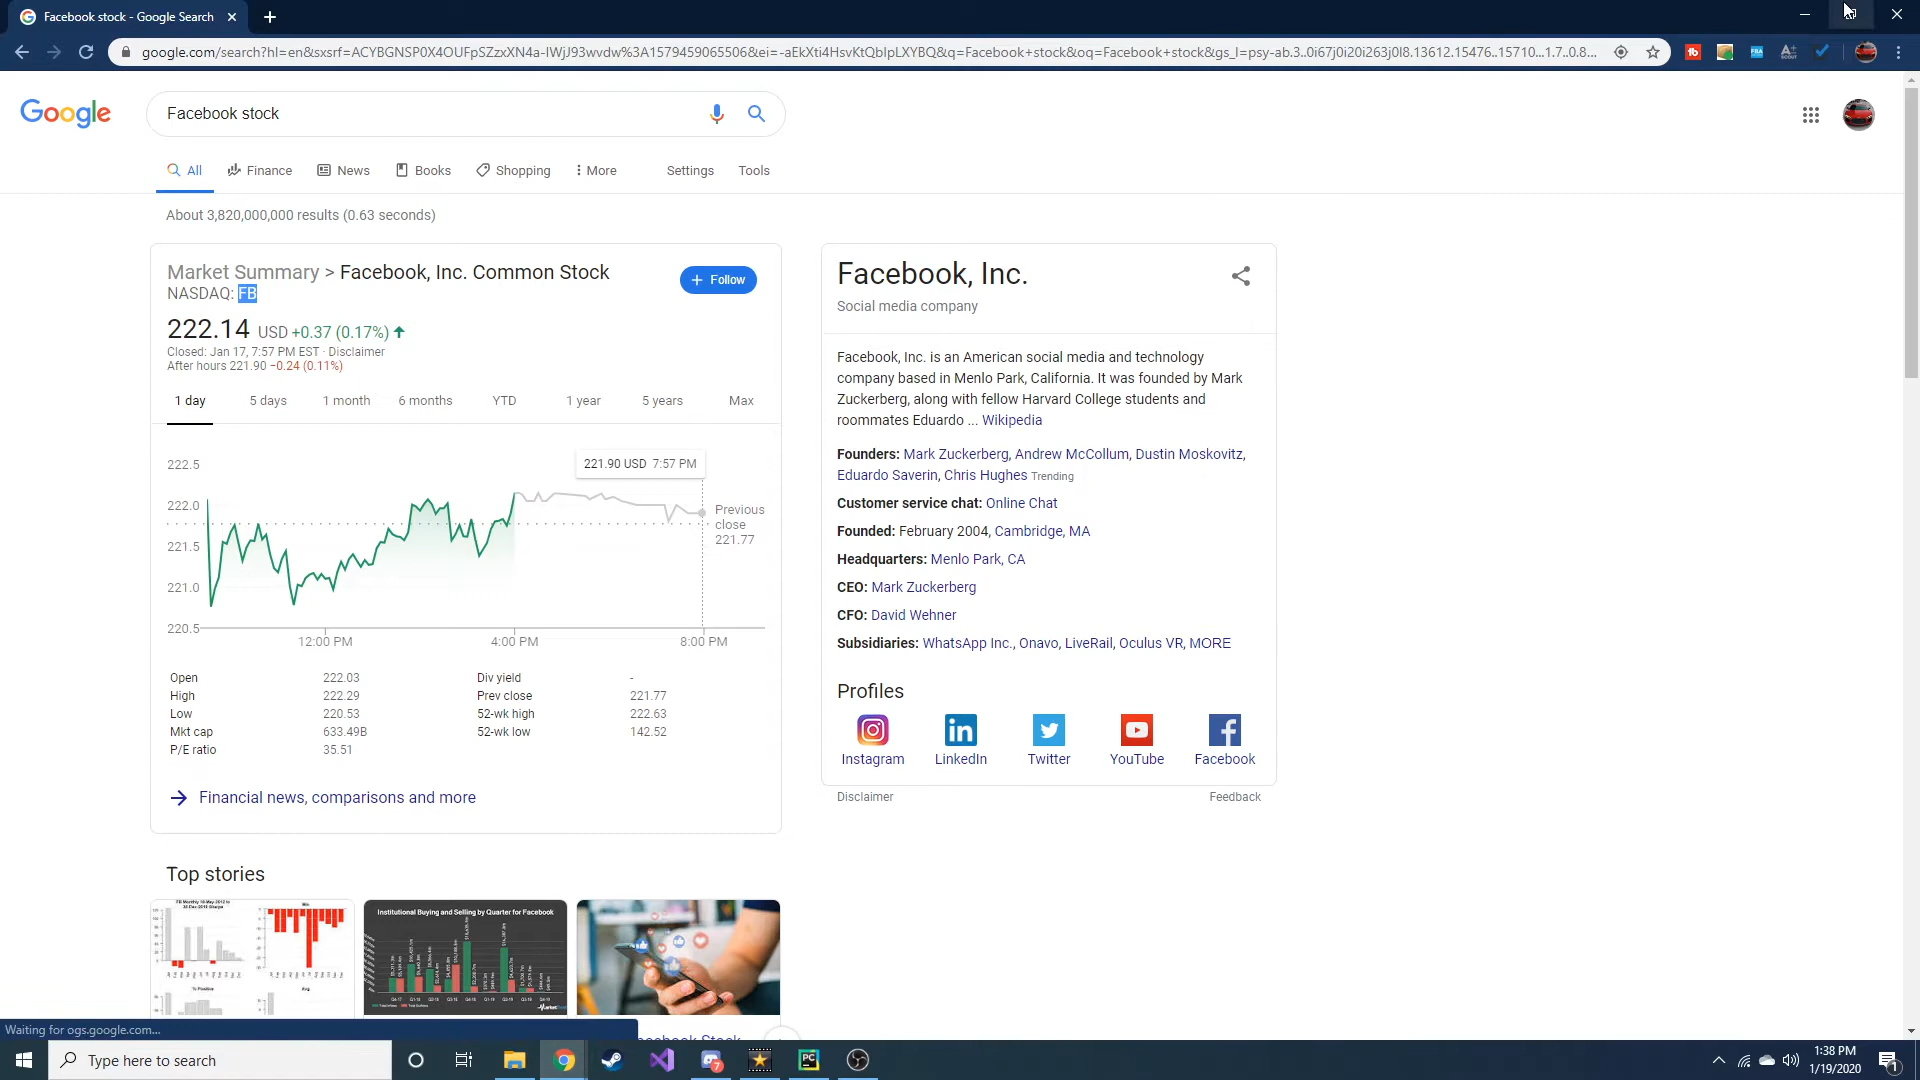 Facebook stock - Google Search
google.com/search?hl=en&sxsrf=ACYBGNSP0X4OUFpSZzxXN4a-IWjJ93wvdw%3A1579459065506&ei=-aEkXti4HsvKtQbIpLXYBQ&q=Facebook+stock&oq=Facebook+stock&gs_l=psy-ab.3..0i67j0i20i263j0l8.13612.15476..15710...1.7..0.8...
Google
Facebook stock
All Finance News Books Shopping More Settings Tools
About 3,820,000,000 results (0.63 seconds)
Market Summary > Facebook, Inc. Common Stock
NASDAQ: FB
Follow
222.14 USD +0.37 (0.17%)
Closed: Jan 17, 7:57 PM EST · Disclaimer
After hours 221.90 −0.24 (0.11%)
1 day 5 days 1 month 6 months YTD 1 year 5 years Max
221.90 USD 7:57 PM
222.5
222.0
221.5
221.0
220.5
Previous
close
221.77
12:00 PM 4:00 PM 8:00 PM
Open 222.03 Div yield -
High 222.29 Prev close 221.77
Low 220.53 52-wk high 222.63
Mkt cap 633.49B 52-wk low 142.52
P/E ratio 35.51
Financial news, comparisons and more
Facebook, Inc.
Social media company
Facebook, Inc. is an American social media and technology
company based in Menlo Park, California. It was founded by Mark
Zuckerberg, along with fellow Harvard College students and
roommates Eduardo ... Wikipedia
Founders: Mark Zuckerberg, Andrew McCollum, Dustin Moskovitz,
Eduardo Saverin, Chris Hughes Trending
Customer service chat: Online Chat
Founded: February 2004, Cambridge, MA
Headquarters: Menlo Park, CA
CEO: Mark Zuckerberg
CFO: David Wehner
Subsidiaries: WhatsApp Inc., Onavo, LiveRail, Oculus VR, MORE
Profiles
Instagram LinkedIn Twitter YouTube Facebook
Disclaimer Feedback
Top stories
Institutional Buying and Selling by Quarter for Facebook
Waiting for ogs.google.com...
Type here to search
1:38 PM
1/19/2020